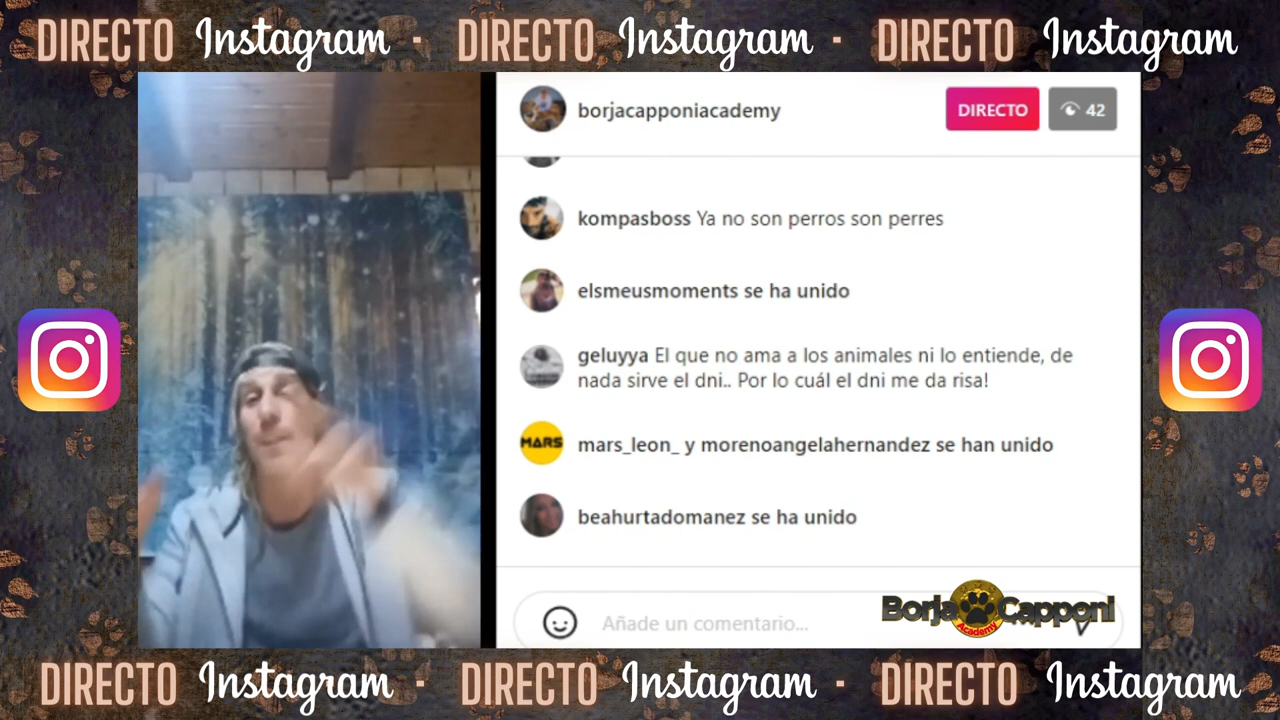 DIRECTO Instagram · DIRECTO Instagram · DIRECTO Instagram
borjacapponiacademy
DIRECTO
42
kompasboss Ya no son perros son perres
elsmeusmoments se ha unido
geluyya El que no ama a los animales ni lo entiende, de
nada sirve el dni.. Por lo cuál el dni me da risa!
MARS
mars_leon_ y morenoangelahernandez se han unido
beahurtadomanez se ha unido
Añade un comentario...
Borja Capponi
Academy
DIRECTO Instagram · DIRECTO Instagram · DIRECTO Instagram